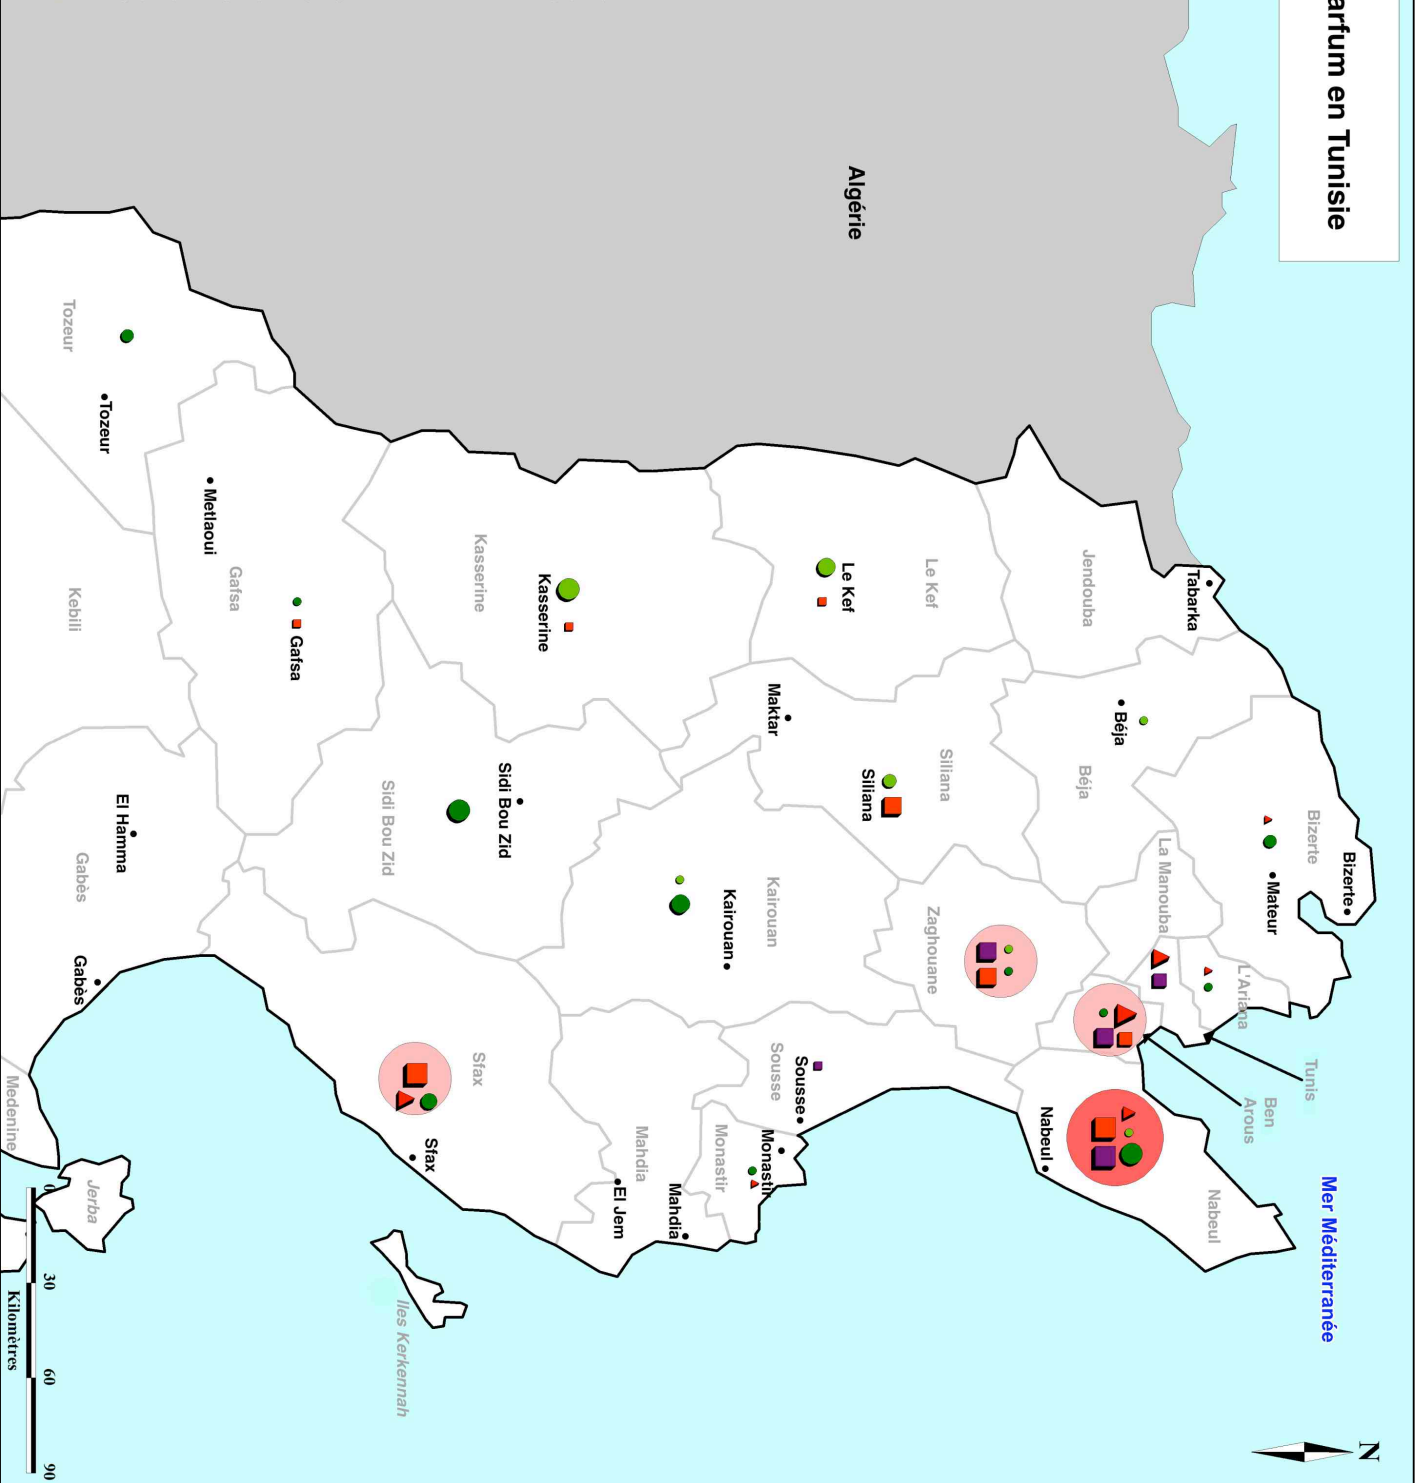 arfum en Tunisie
N
Bizerte
Bizerte
Mer Méditerranée
Mateur
Tunis
L'Ariana
Ben
Arous
Tabarka
Nabeul
La Manouba
Béja
Jendouba
Béja
Nabeul
Siliana
Le Kef
Zaghouane
Algérie
Le Kef
Siliana
Sousse
Maktar
Kairouan
Sousse
Monastir
Kairouan
Monastir
Mahdia
Mahdia
El Jem
Kasserine
Sidi Bou Zid
Kasserine
Sfax
Sfax
Sidi Bou Zid
Iles Kerkennah
Gafsa
Gafsa
Metlaoui
El Hamma
Tozeur
Jerba
Gabès
Gabès
Tozeur
Kebili
0 30 60 90
Kilomètres
Medenine